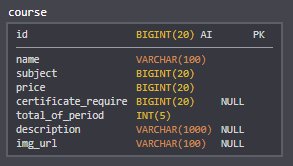 course
id BIGINT(20) AI PK
name VARCHAR(100)
subject BIGINT(20)
price BIGINT(20)
certificate_require BIGINT(20) NULL
total_of_period INT(5)
description VARCHAR(1000) NULL
img_url VARCHAR(100) NULL